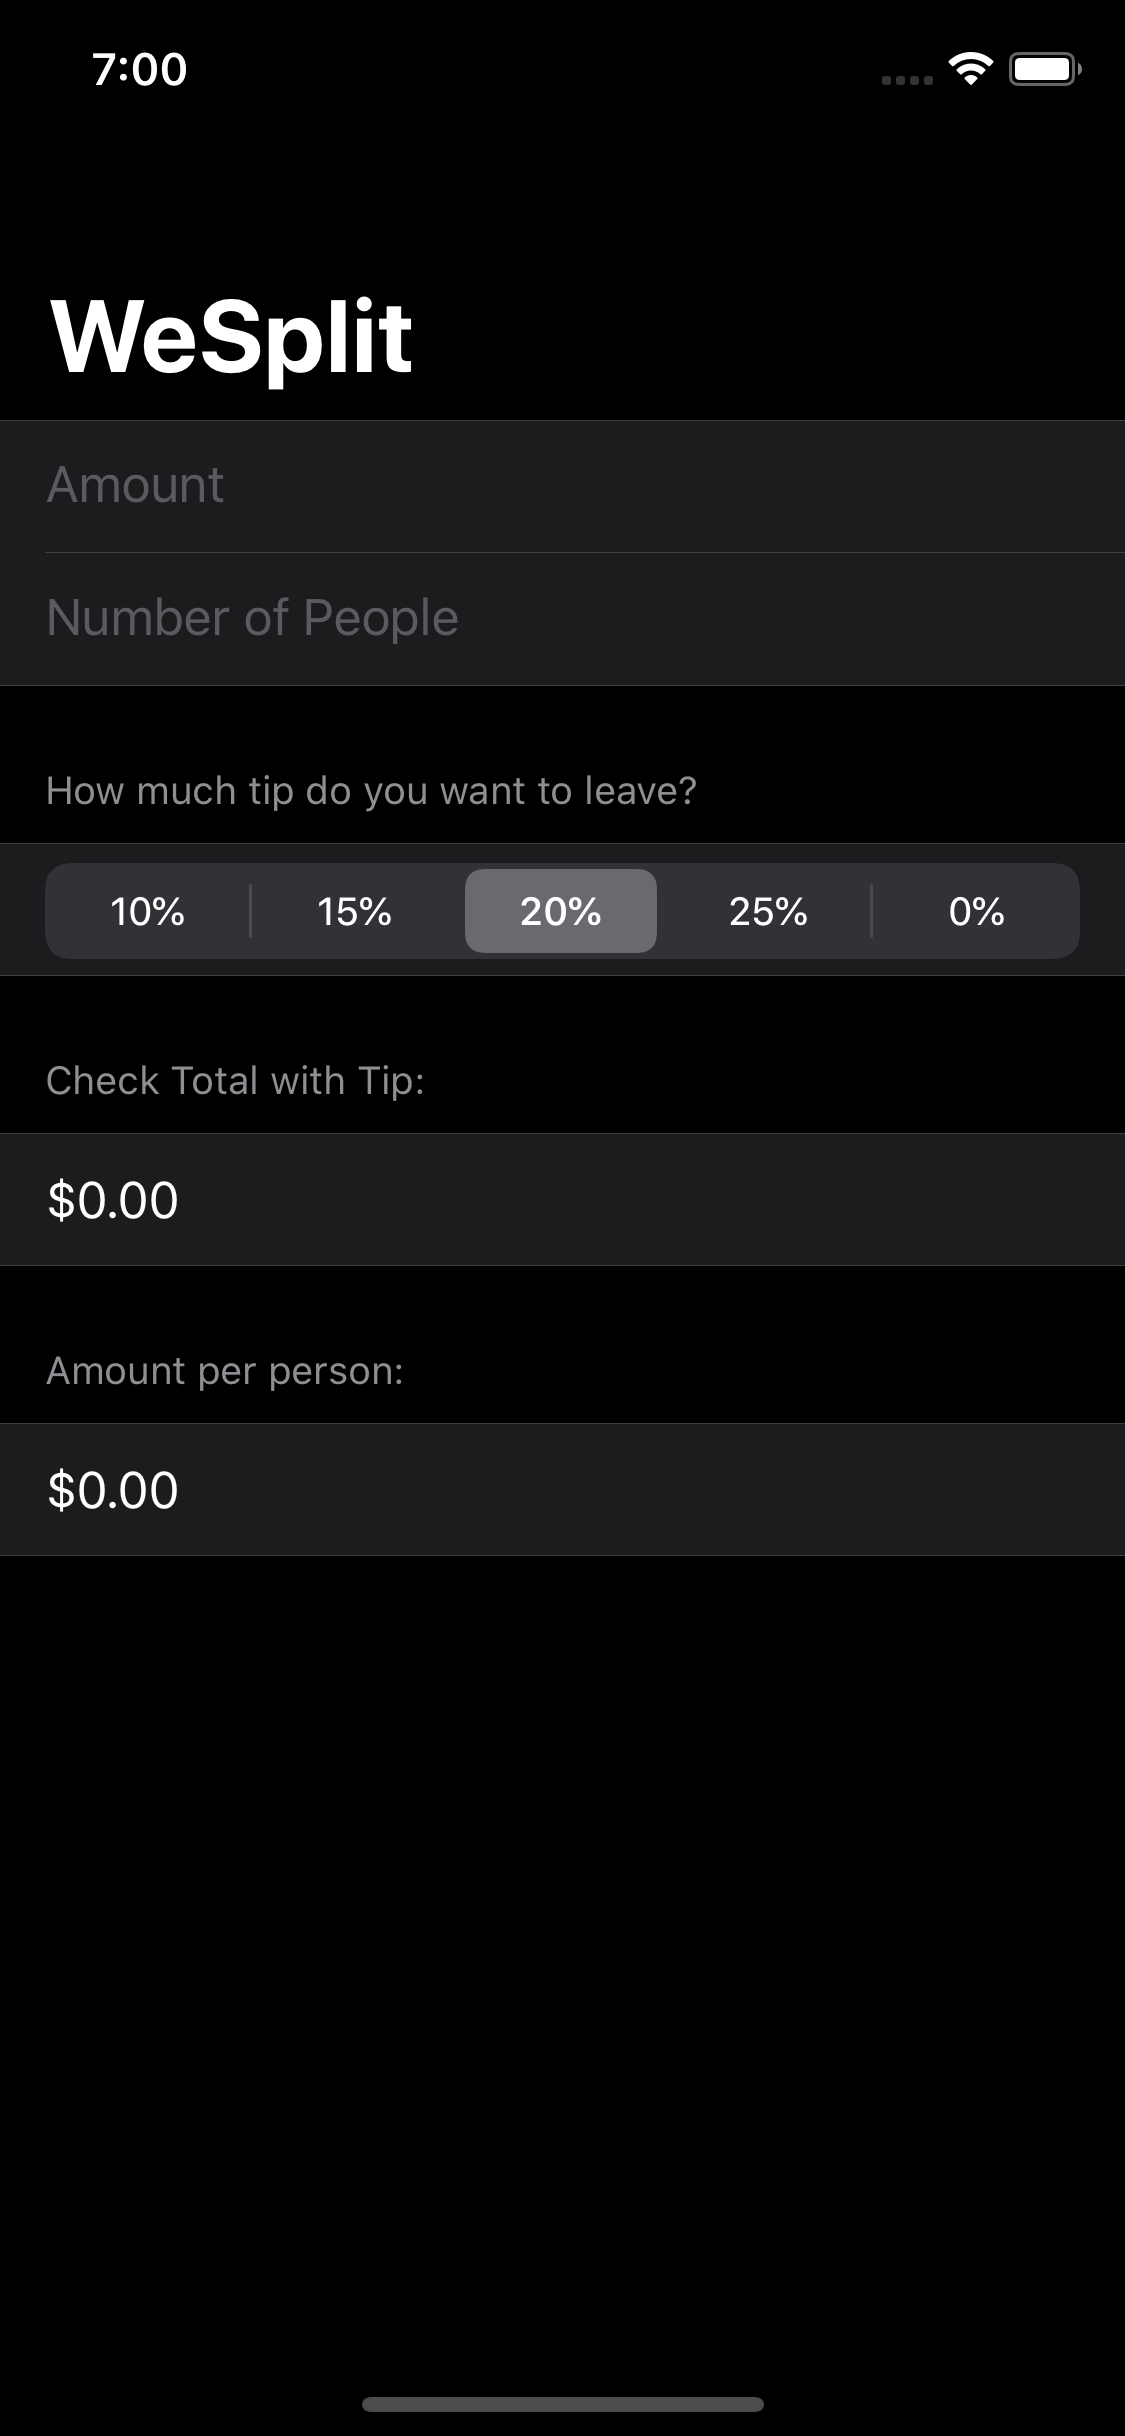 7:00
WeSplit
Amount
Number of People
How much tip do you want to leave?
10% 15% 20% 25% 0%
Check Total with Tip:
$0.00
Amount per person:
$0.00